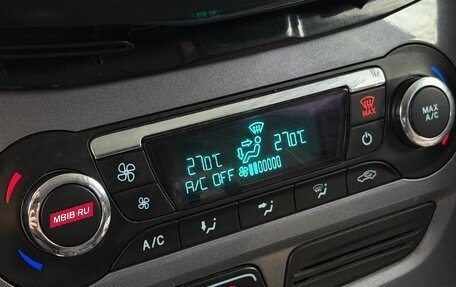 27.0°C 27.0°C
A/C OFF
MAX
MAX
A/C
MBIB.RU
A/C